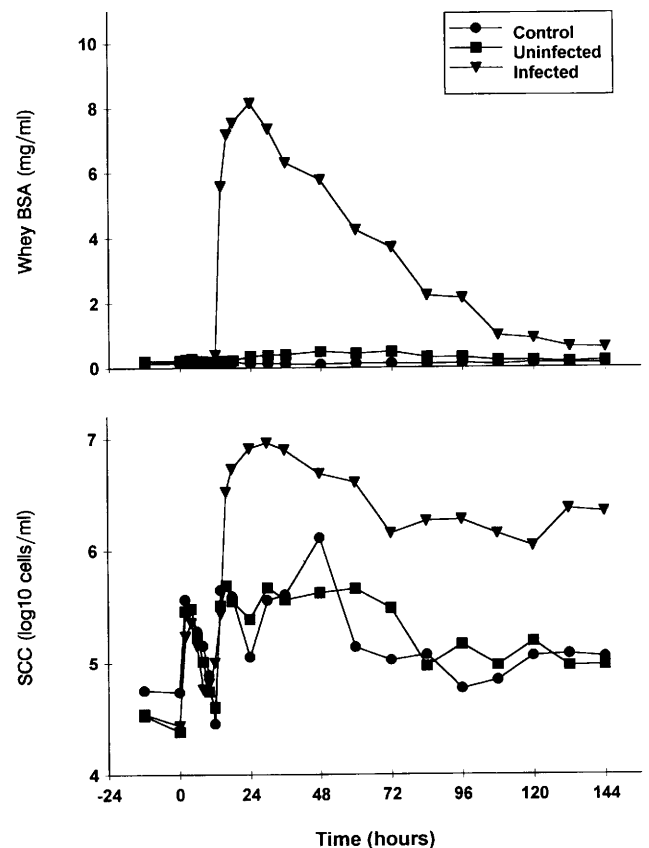 Control
Uninfected
Infected
Whey BSA (mg/ml)
10
8
6
4
2
0
SCC (log10 cells/ml)
7
6
5
4
-24 0 24 48 72 96 120 144
Time (hours)